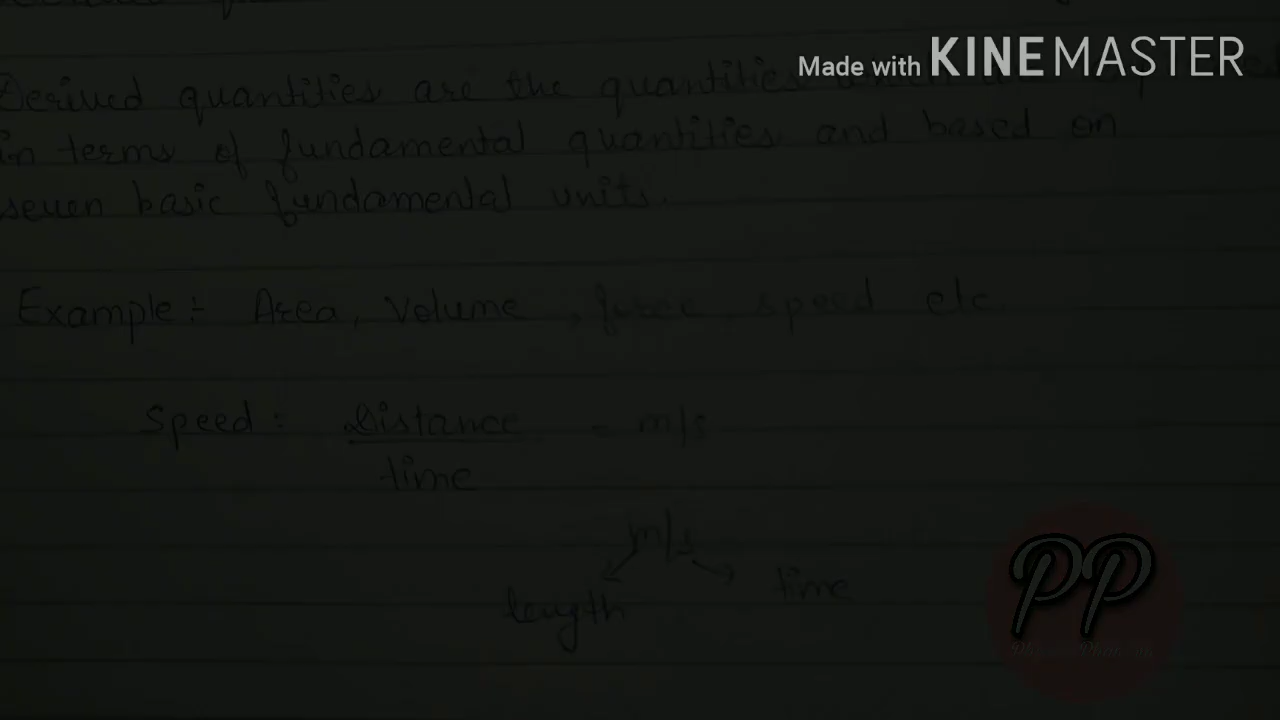 Made with KINEMASTER
Derived quantities are the quantities
in terms of fundamental quantities and based on
seven basic fundamental units.
Example:- Area, Volume, force, speed etc
Speed: Distance = m/s
time
m/s
length time
PP